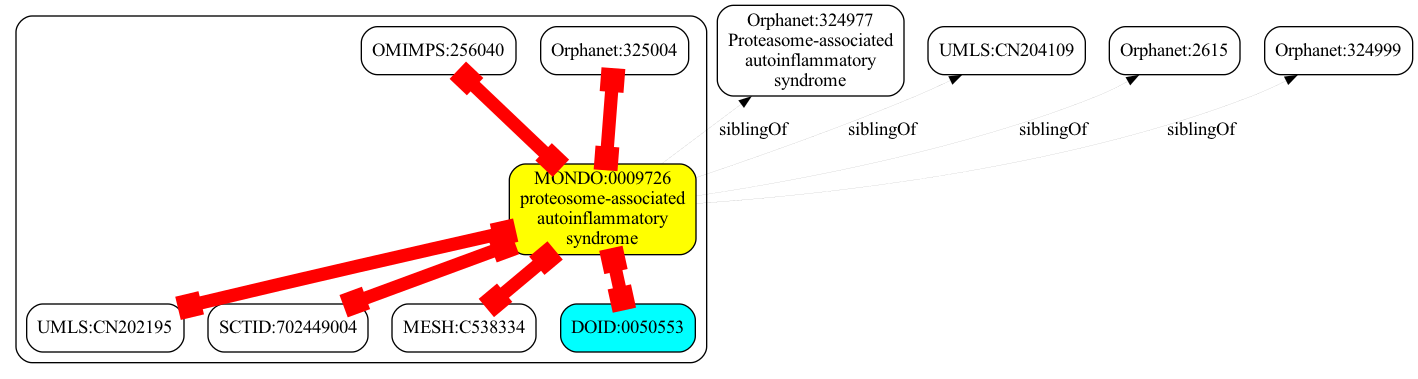 OMIMPS:256040
Orphanet:325004
Orphanet:324977
Proteasome-associated
autoinflammatory
syndrome
UMLS:CN204109
Orphanet:2615
Orphanet:324999
siblingOf
siblingOf
siblingOf
siblingOf
MONDO:0009726
proteosome-associated
autoinflammatory
syndrome
UMLS:CN202195
SCTID:702449004
MESH:C538334
DOID:0050553